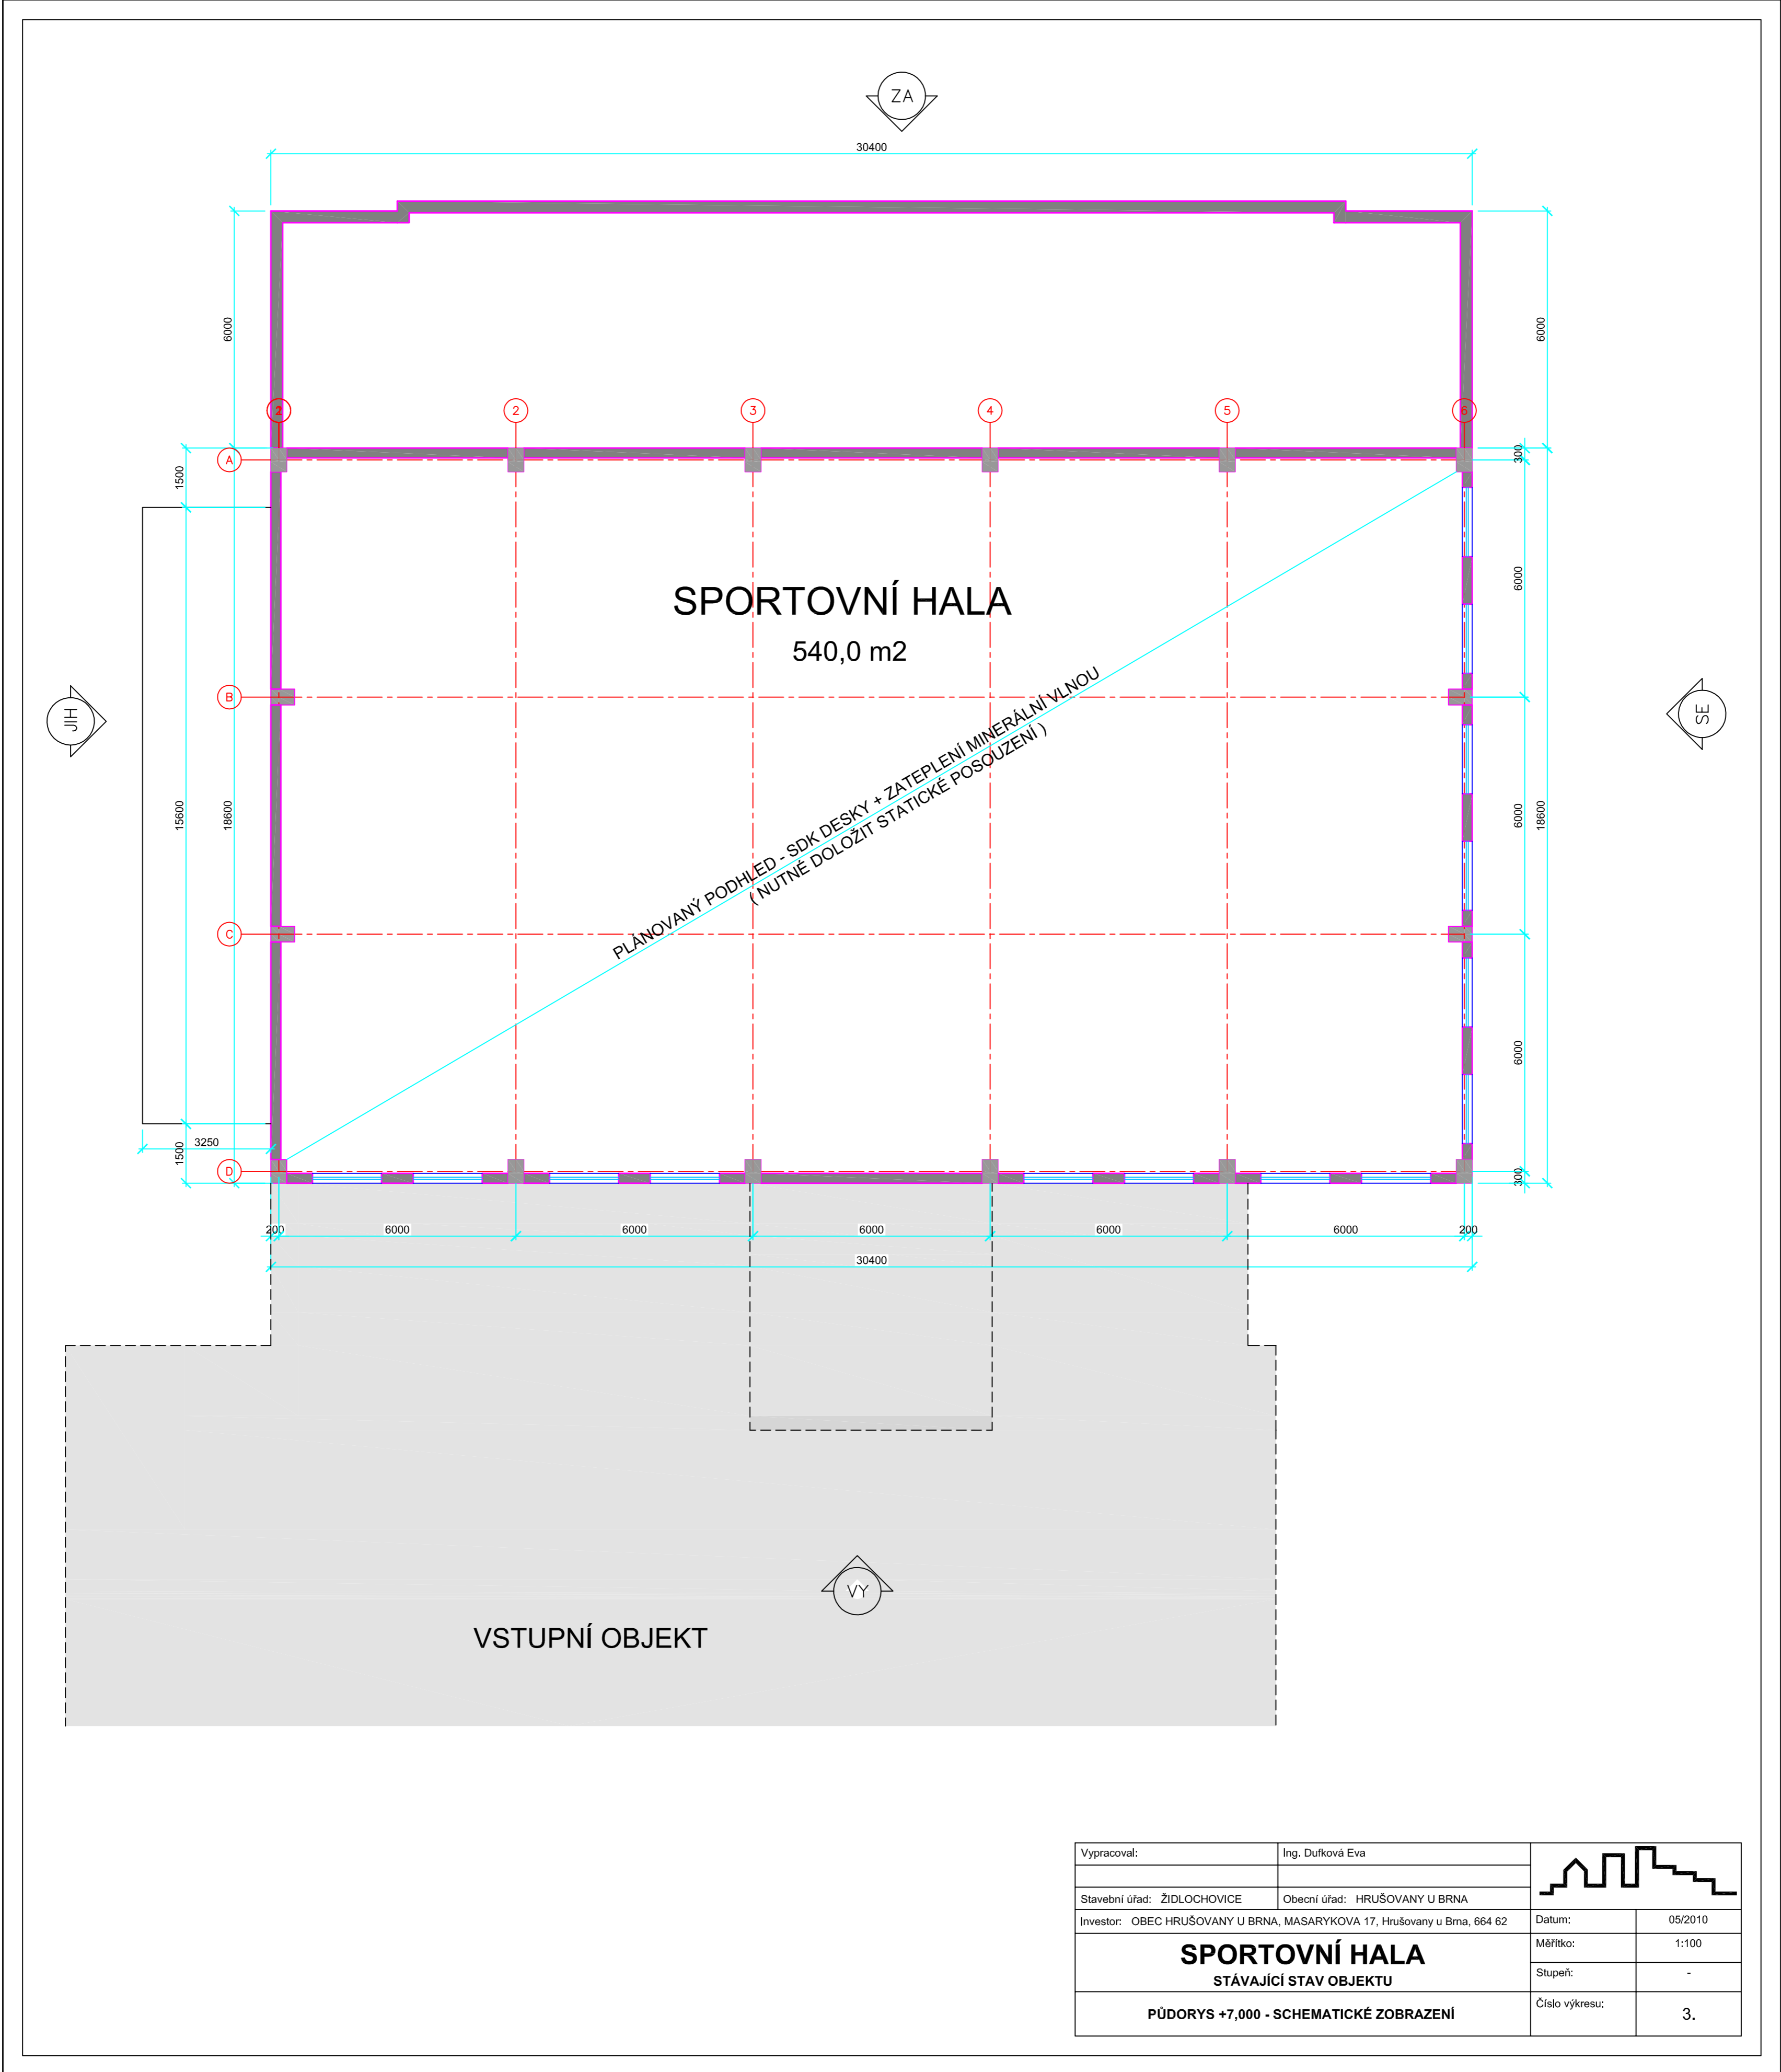 ZA
30400
6000
6000
2
2
3
4
5
6
A
300
1500
SPORTOVNÍ HALA
540,0 m2
6000
B
JIH
SE
PLÁNOVANÝ PODHLED - SDK DESKY + ZATEPLENÍ MINERÁLNÍ VLNOU
( NUTNÉ DOLOŽIT STATICKÉ POSOUZENÍ )
15600
18600
6000
18600
C
6000
3250
1500
D
300
200
6000
6000
6000
6000
6000
200
30400
VY
VSTUPNÍ OBJEKT
Vypracoval:
Ing. Dufková Eva
Stavební úřad: ŽIDLOCHOVICE
Obecní úřad: HRUŠOVANY U BRNA
Investor: OBEC HRUŠOVANY U BRNA, MASARYKOVA 17, Hrušovany u Brna, 664 62
Datum:
05/2010
SPORTOVNÍ HALA
STÁVAJÍCÍ STAV OBJEKTU
Měřítko:
1:100
Stupeň:
-
PŮDORYS +7,000 - SCHEMATICKÉ ZOBRAZENÍ
Číslo výkresu:
3.